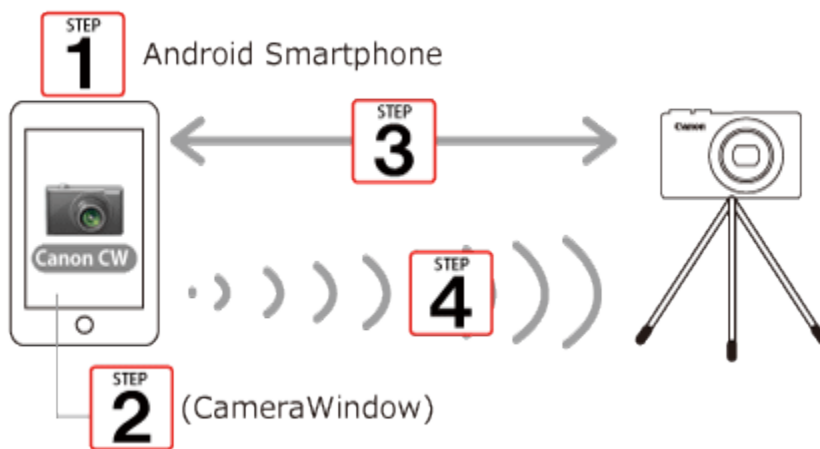 STEP
1
Android Smartphone
STEP
3
Canon
Canon CW
STEP
4
STEP
2
(CameraWindow)